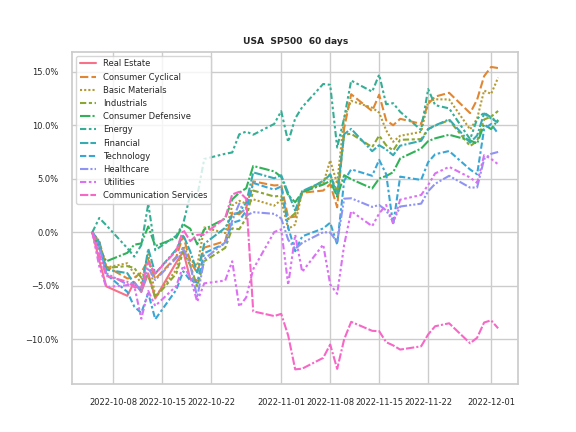 USA  SP500  60 days
Real Estate
Consumer Cyclical
Basic Materials
Industrials
Consumer Defensive
Energy
Financial
Technology
Healthcare
Utilities
Communication Services
15.0%
10.0%
5.0%
0.0%
−5.0%
−10.0%
2022-10-08 2022-10-15 2022-10-22 2022-11-01 2022-11-08 2022-11-15 2022-11-22 2022-12-01